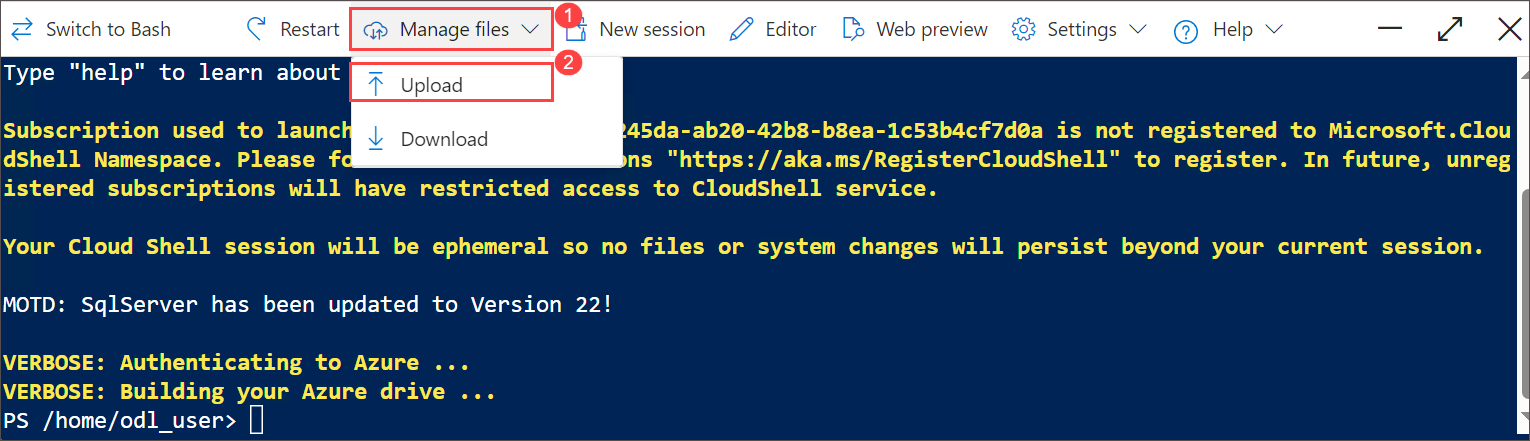 Switch to Bash Restart Manage files 1 New session Editor Web preview Settings Help
Type "help" to learn about
2
Upload
Subscription used to launch 245da-ab20-42b8-b8ea-1c53b4cf7d0a is not registered to Microsoft.Clou
Download
dShell Namespace. Please fo ons "https://aka.ms/RegisterCloudShell" to register. In future, unreg
istered subscriptions will have restricted access to CloudShell service.
Your Cloud Shell session will be ephemeral so no files or system changes will persist beyond your current session.
MOTD: SqlServer has been updated to Version 22!
VERBOSE: Authenticating to Azure ...
VERBOSE: Building your Azure drive ...
PS /home/odl_user>